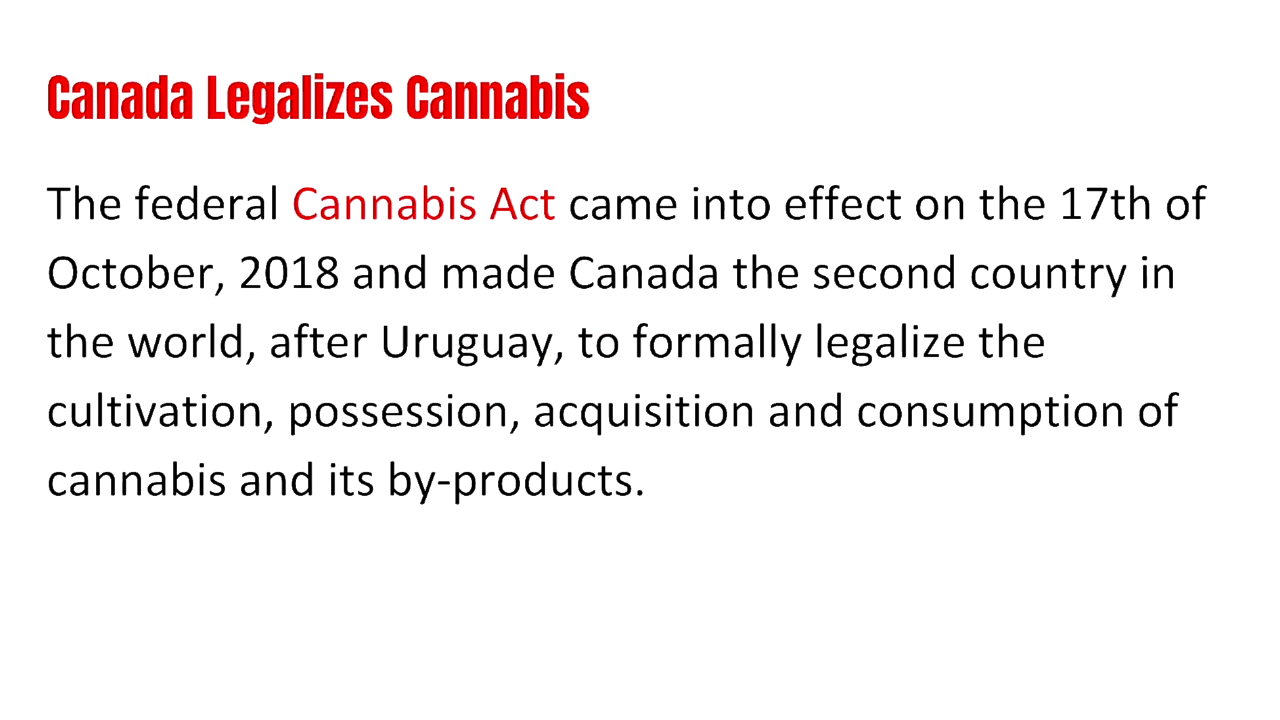 Canada Legalizes Cannabis
The federal Cannabis Act came into effect on the 17th of
October, 2018 and made Canada the second country in
the world, after Uruguay, to formally legalize the
cultivation, possession, acquisition and consumption of
cannabis and its by-products.